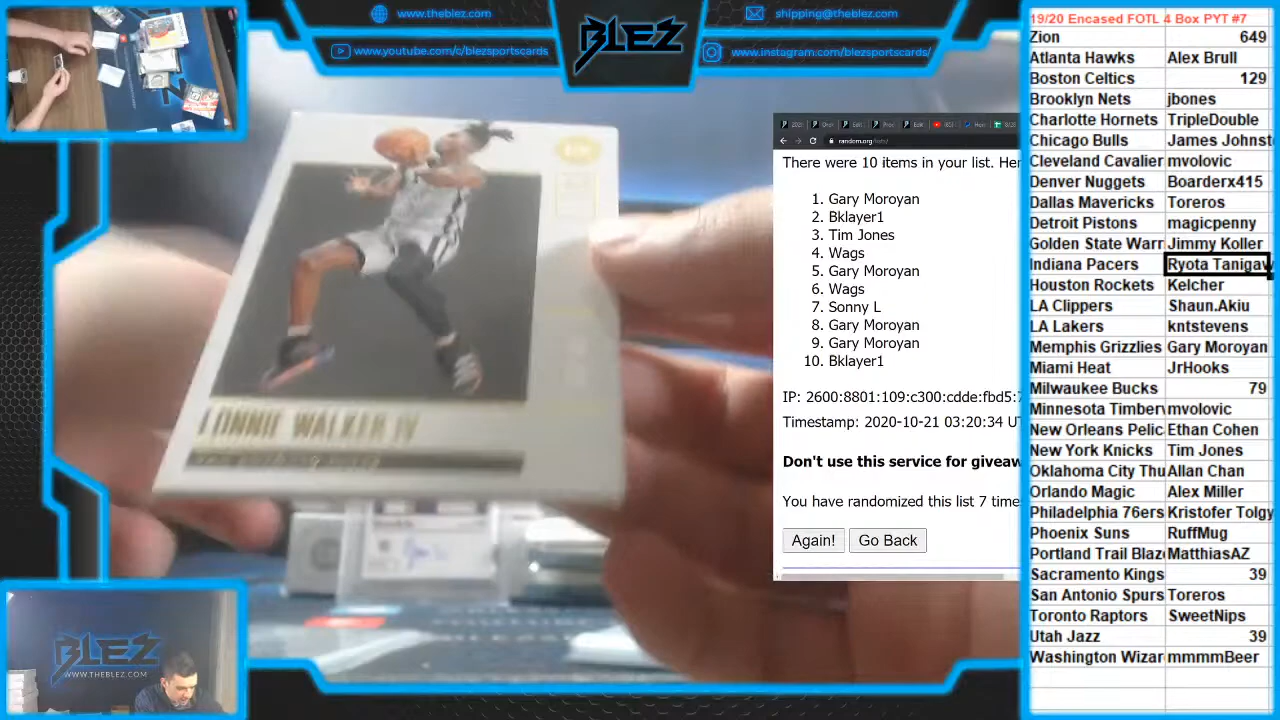 www.theblez.com
www.youtube.com/c/blezsportscards
BLEZ
shipping@theblez.com
www.instagram.com/blezsportscards/
LONNIE WALKER IV
random.org/lists/
There were 10 items in your list. Her
1. Gary Moroyan
2. Bklayer1
3. Tim Jones
4. Wags
5. Gary Moroyan
6. Wags
7. Sonny L
8. Gary Moroyan
9. Gary Moroyan
10. Bklayer1
IP: 2600:8801:109:c300:cdde:fbd5:7
Timestamp: 2020-10-21 03:20:34 U
Don't use this service for giveaw
You have randomized this list 7 time
Again! Go Back
19/20 Encased FOTL 4 Box PYT #7
Zion 649
Atlanta Hawks Alex Brull
Boston Celtics 129
Brooklyn Nets jbones
Charlotte Hornets TripleDouble
Chicago Bulls James Johnst
Cleveland Cavalier mvolovic
Denver Nuggets Boarderx415
Dallas Mavericks Toreros
Detroit Pistons magicpenny
Golden State Warr Jimmy Koller
Indiana Pacers Ryota Tanigaw
Houston Rockets Kelcher
LA Clippers Shaun.Akiu
LA Lakers kntstevens
Memphis Grizzlies Gary Moroyan
Miami Heat JrHooks
Milwaukee Bucks 79
Minnesota Timberv mvolovic
New Orleans Pelic Ethan Cohen
New York Knicks Tim Jones
Oklahoma City Thu Allan Chan
Orlando Magic Alex Miller
Philadelphia 76ers Kristofer Tolgy
Phoenix Suns RuffMug
Portland Trail Blaze MatthiasAZ
Sacramento Kings 39
San Antonio Spurs Toreros
Toronto Raptors SweetNips
Utah Jazz 39
Washington Wizar mmmmBeer
BLEZ
WWW.THEBLEZ.COM